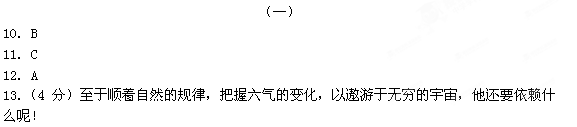 (一)
10. B
11. C
12. A
13.(4 分)至于顺着自然的规律，把握六气的变化，以遨游于无穷的宇宙，他还要依赖什
么呢！